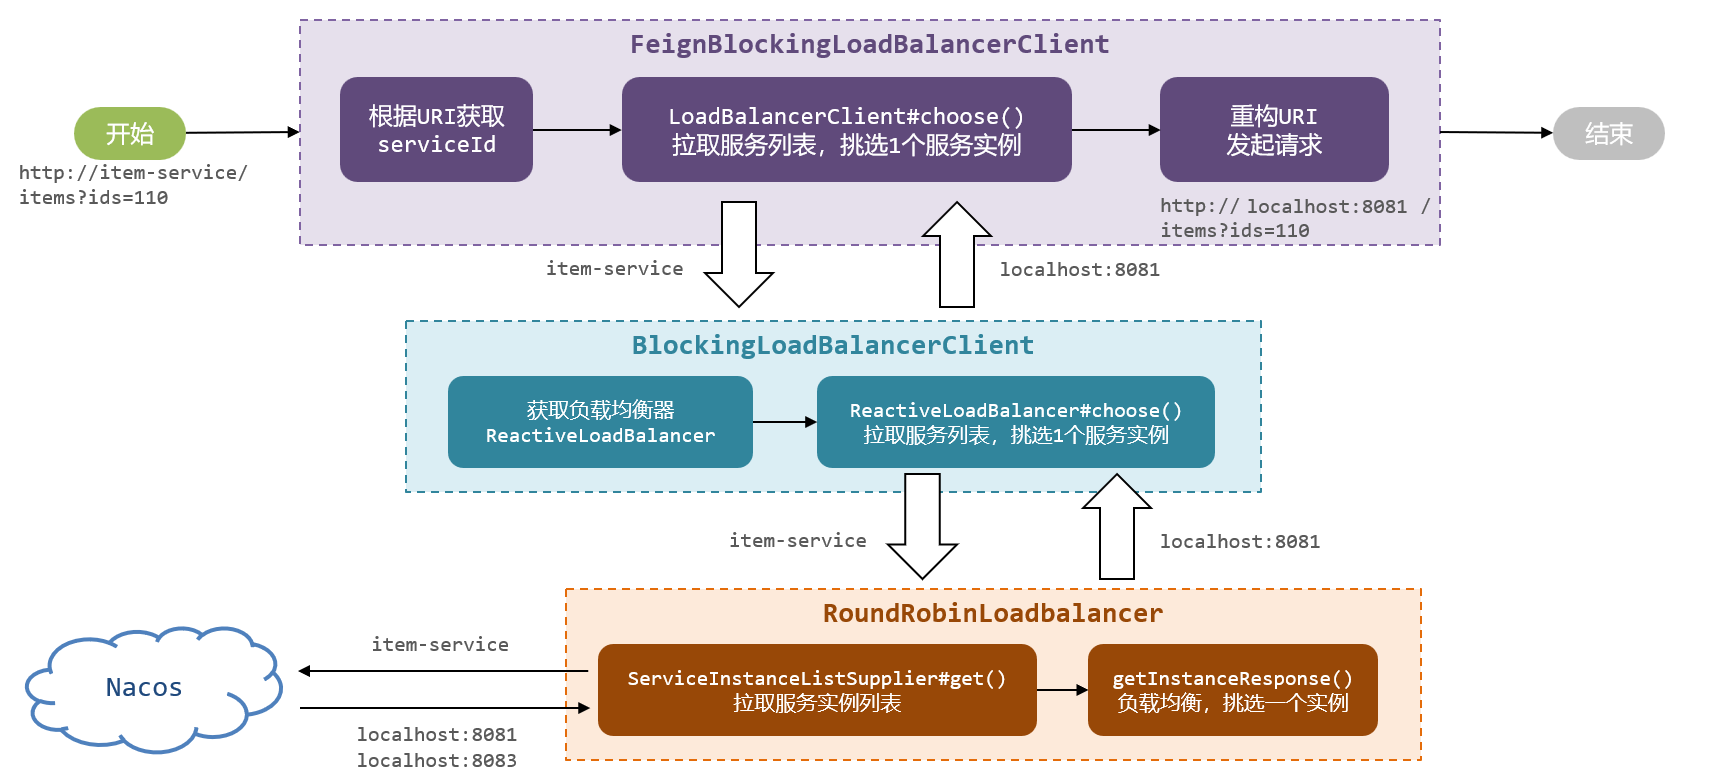 FeignBlockingLoadBalancerClient
开始
http://item-service/
items?ids=110
根据URI获取
serviceId
LoadBalancerClient#choose()
拉取服务列表，挑选1个服务实例
重构URI
发起请求
http:// localhost:8081 /
items?ids=110
结束
item-service
localhost:8081
BlockingLoadBalancerClient
获取负载均衡器
ReactiveLoadBalancer
ReactiveLoadBalancer#choose()
拉取服务列表，挑选1个服务实例
item-service
localhost:8081
RoundRobinLoadbalancer
Nacos
item-service
localhost:8081
localhost:8083
ServiceInstanceListSupplier#get()
拉取服务实例列表
getInstanceResponse()
负载均衡，挑选一个实例